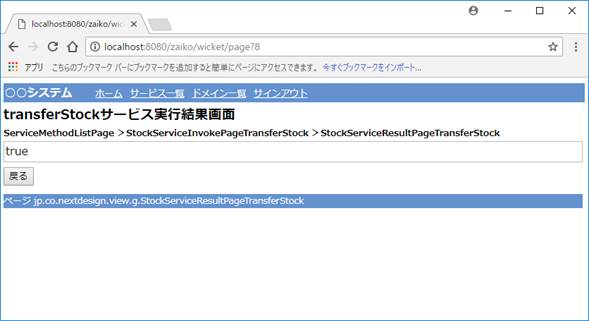 localhost:8080/zaiko/wic
localhost:8080/zaiko/wicket/page?8
アプリ こちらのブックマーク バーにブックマークを追加すると簡単にページにアクセスできます。 今すぐブックマークをインポート...
〇〇システム ホーム サービス一覧 ドメイン一覧 サインアウト
transferStockサービス実行結果画面
ServiceMethodListPage ＞StockServiceInvokePageTransferStock ＞StockServiceResultPageTransferStock
true
戻る
ページ jp.co.nextdesign.view.g.StockServiceResultPageTransferStock